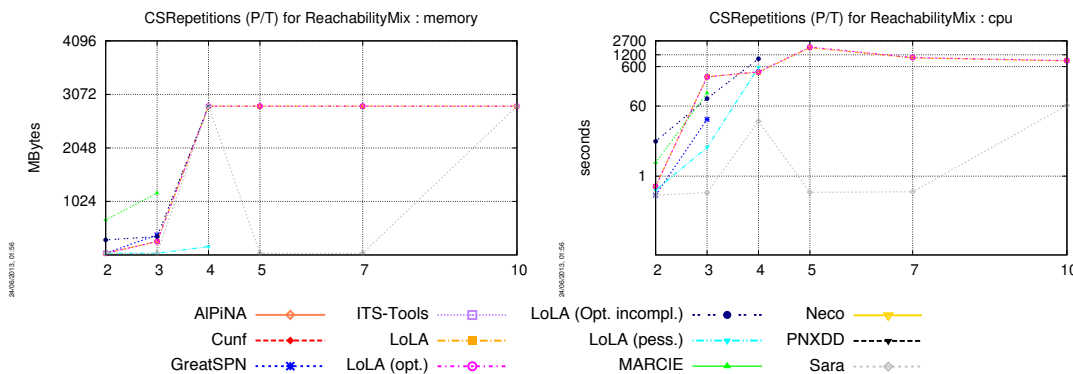 CSRepetitions (P/T) for ReachabilityMix : memory
4096
3072
2048
1024
MBytes
2 3 4 5 7 10
24/06/2013, 01:56
CSRepetitions (P/T) for ReachabilityMix : cpu
2700
1200
600
60
1
seconds
2 3 4 5 7 10
24/06/2013, 01:56
AlPiNA
Cunf
GreatSPN
ITS-Tools
LoLA
LoLA (opt.)
LoLA (Opt. incompl.)
LoLA (pess.)
MARCIE
Neco
PNXDD
Sara